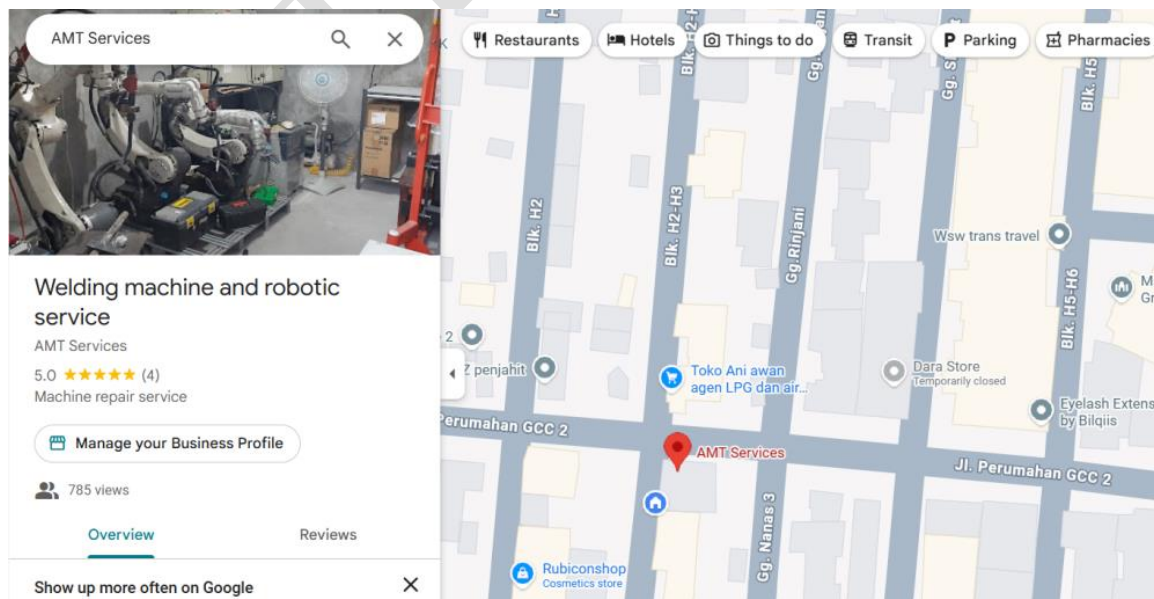 AMT Services
Restaurants
Hotels
Things to do
Transit
Parking
Pharmacies
Welding machine and robotic
service
AMT Services
5.0 ★★★★★ (4)
Machine repair service
Manage your Business Profile
785 views
Overview
Reviews
Show up more often on Google
Blk. H2
Blk. H2-H3
Gg.Rinjani
Wsw trans travel
Blk. H5-H6
2
Z penjahit
Toko Ani awan
agen LPG dan air...
Dara Store
Temporarily closed
Eyelash Extens
by Bilqiis
Perumahan GCC 2
AMT Services
Jl. Perumahan GCC 2
Gg. Nanas 3
Rubiconshop
Cosmetics store